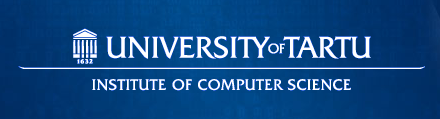 UNIVERSITY OF TARTU
1632
INSTITUTE OF COMPUTER SCIENCE